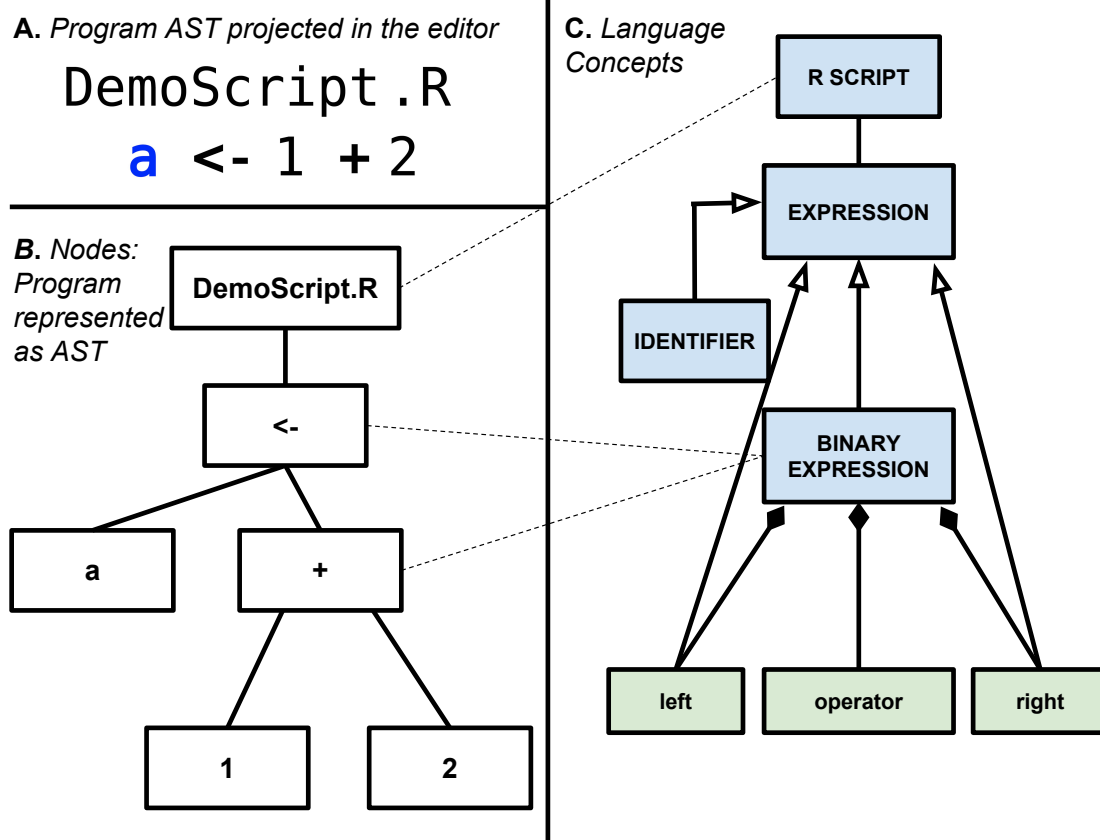 A. Program AST projected in the editor
DemoScript.R
a <- 1 + 2
B. Nodes:
Program
represented
as AST
DemoScript.R
<-
a
+
1
2
C. Language
Concepts
R SCRIPT
EXPRESSION
IDENTIFIER
BINARY
EXPRESSION
left
operator
right